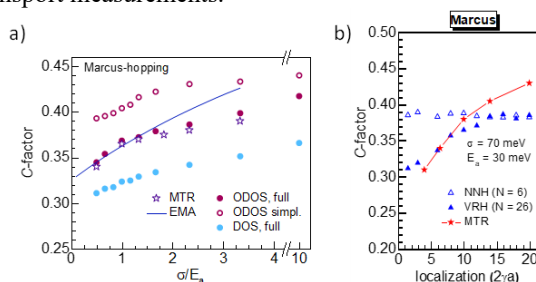 nsport measurements.
a)
Marcus-hopping
C-factor
0.45
0.40
0.35
0.30
0.25
0 1 2 3 4 10
σ/Eₐ
MTR
EMA
ODOS, full
ODOS simpl.
DOS, full
b)
Marcus
C-factor
0.50
0.45
0.40
0.35
0.30
0.25
0.20
0 5 10 15 20
localization (2γa)
σ = 70 meV
Eₐ = 30 meV
NNH (N = 6)
VRH (N = 26)
MTR